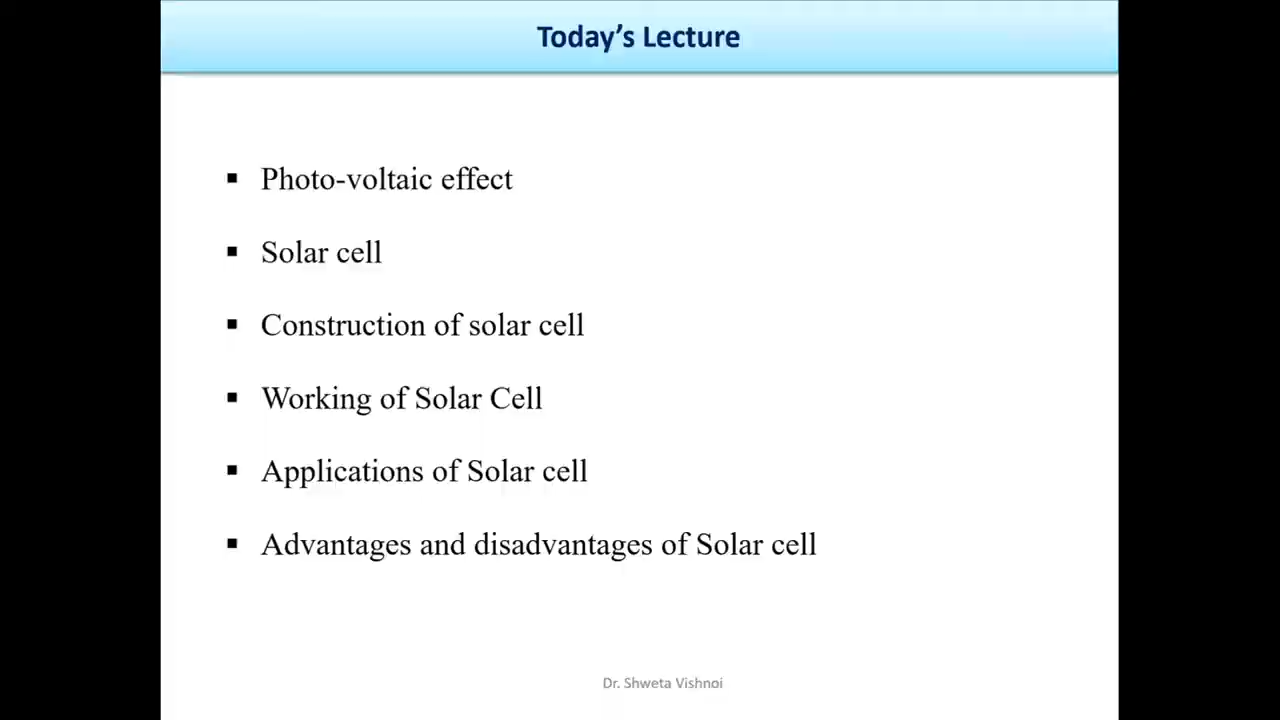 Today’s Lecture
▪ Photo-voltaic effect
▪ Solar cell
▪ Construction of solar cell
▪ Working of Solar Cell
▪ Applications of Solar cell
▪ Advantages and disadvantages of Solar cell
Dr. Shweta Vishnoi